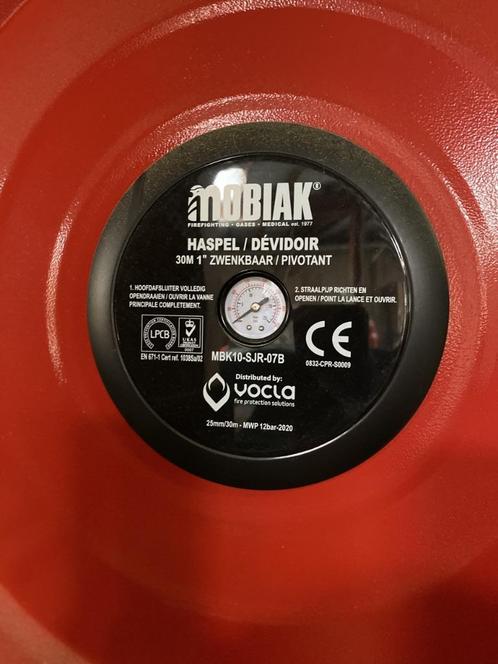 MOBIAK®
FIREFIGHTING • GASES • MEDICAL est. 1977
HASPEL / DÉVIDOIR
30M 1" ZWENKBAAR / PIVOTANT
1. HOOFDAFSLUITER VOLLEDIG
OPENDRAAIEN / OUVRIR LA VANNE
PRINCIPALE COMPLETEMENT.
2. STRAALPIJP RICHTEN EN
OPENEN / POINT LA LANCE ET OUVRIR.
LPCB
UKAS
0007
EN 671-1 Cert ref. 1038Sa/02
CE
0832-CPR-S0009
MBK10-SJR-07B
Distributed by:
vocla
fire protection solutions
25mm/30m - MWP 12bar-2020